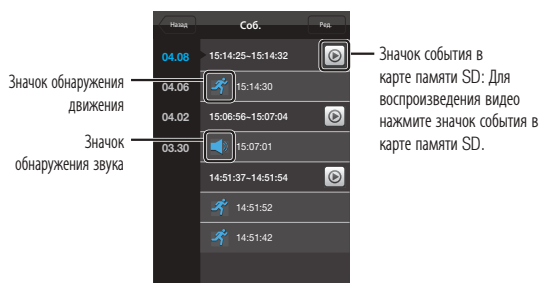 Назад
Соб.
Ред.
04.08
15:14:25~15:14:32
04.06
15:14:30
04.02
15:06:56~15:07:04
03.30
15:07:01
14:51:37~14:51:54
14:51:52
14:51:42
Значок обнаружения
движения
Значок
обнаружения звука
Значок события в
карте памяти SD: Для
воспроизведения видео
нажмите значок события в
карте памяти SD.